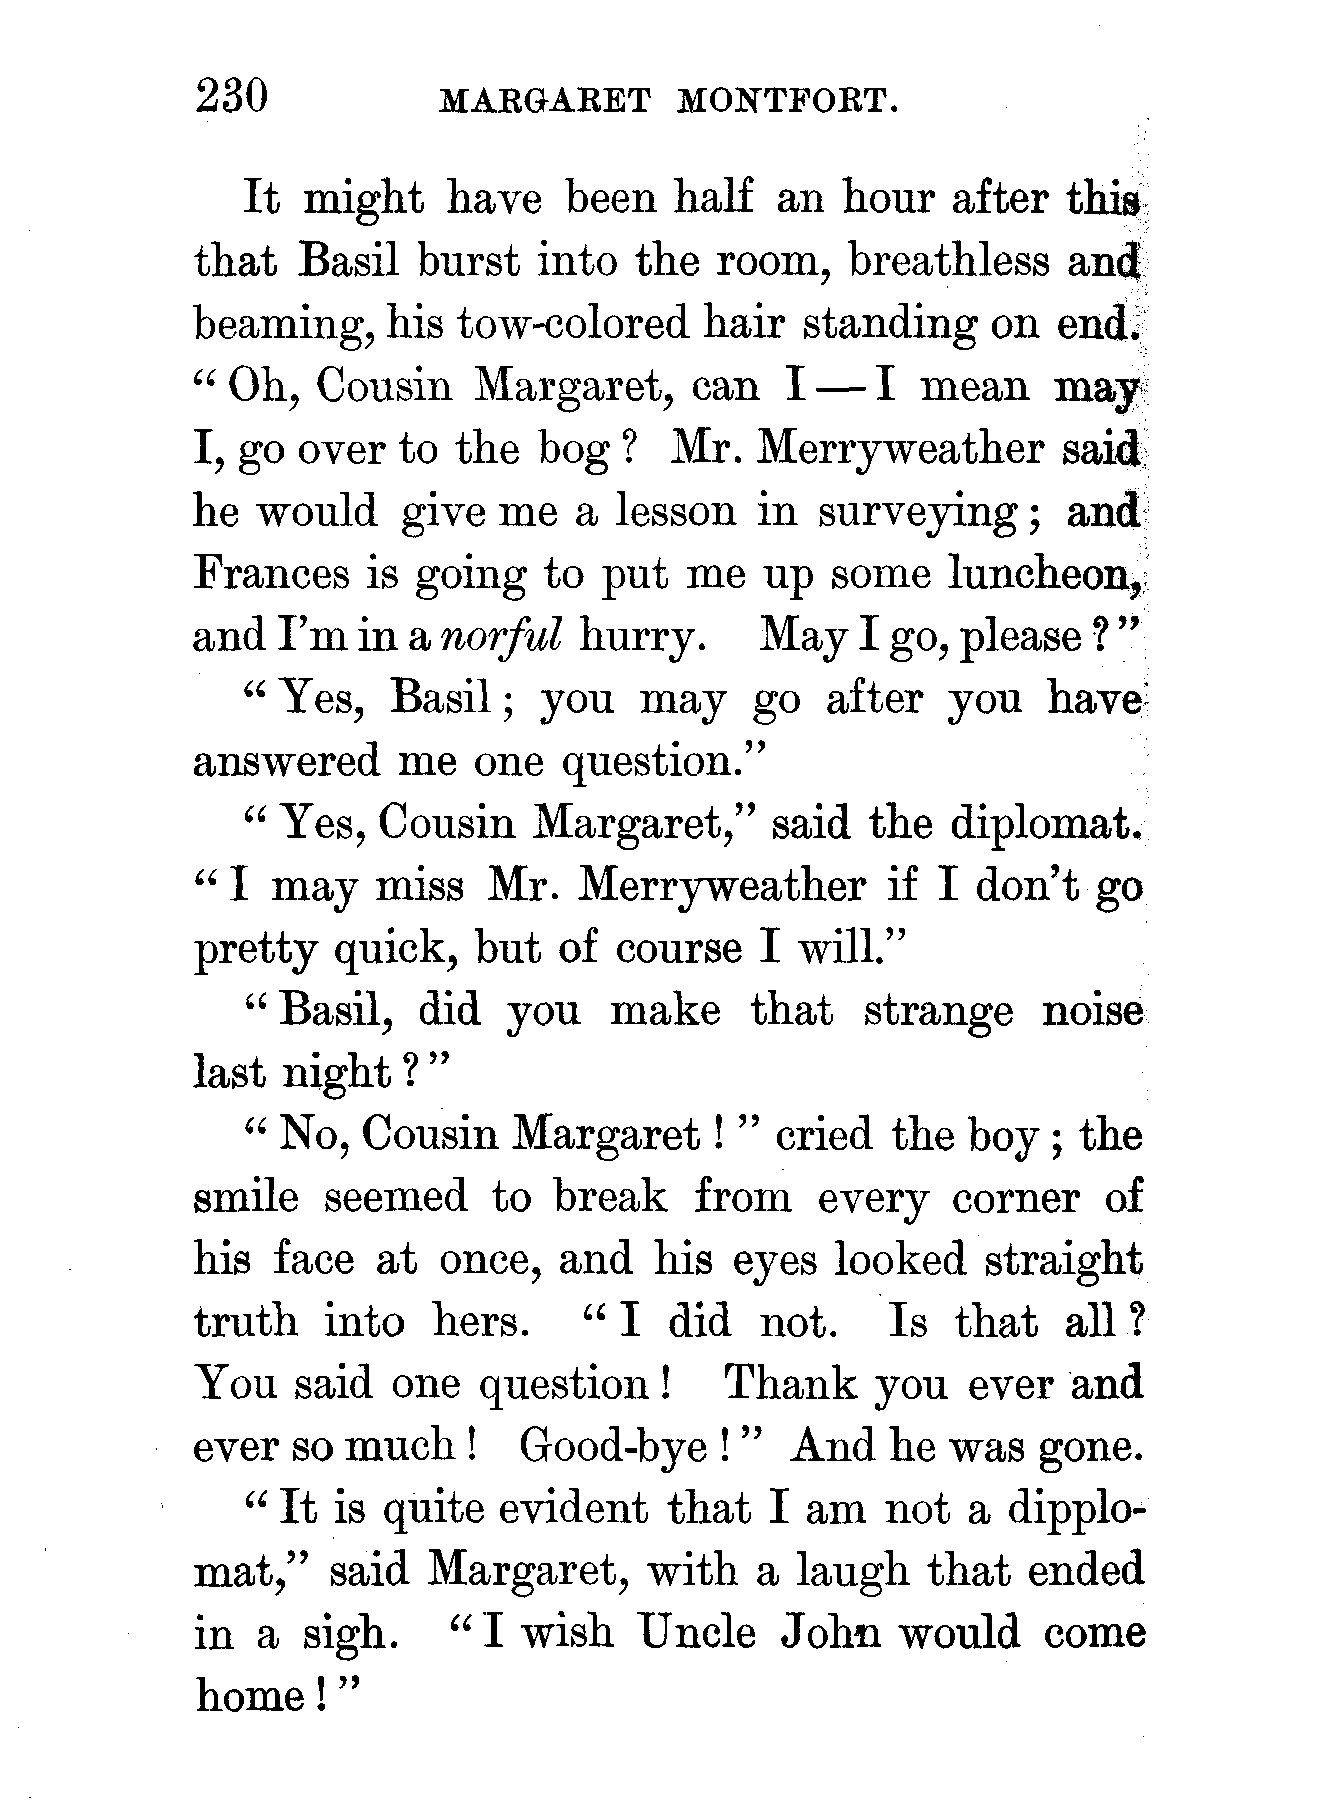 230 MARGARET MONTFORT.
It might have been half an hour after this
that Basil burst into the room, breathless and
beaming, his tow-colored hair standing on end.
“ Oh, Cousin Margaret, can I — I mean may
I, go over to the bog ? Mr. Merryweather said
he would give me a lesson in surveying ; and
Frances is going to put me up some luncheon,
and I’m in a norful hurry. May I go, please ? ”
“ Yes, Basil ; you may go after you have
answered me one question.”
“ Yes, Cousin Margaret,” said the diplomat.
“ I may miss Mr. Merryweather if I don’t go
pretty quick, but of course I will.”
“ Basil, did you make that strange noise
last night ? ”
“ No, Cousin Margaret ! ” cried the boy ; the
smile seemed to break from every corner of
his face at once, and his eyes looked straight
truth into hers. “ I did not. Is that all ?
You said one question ! Thank you ever and
ever so much ! Good-bye ! ” And he was gone.
“ It is quite evident that I am not a dipplo-
mat,” said Margaret, with a laugh that ended
in a sigh. “ I wish Uncle John would come
home ! ”